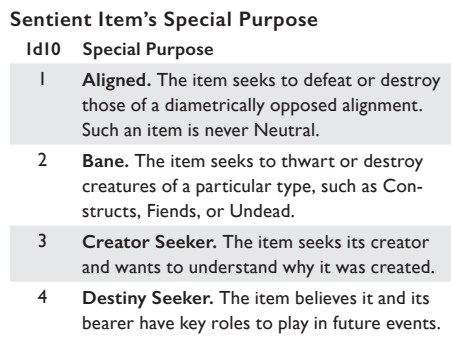 Sentient Item's Special Purpose
1d10 Special Purpose
1 Aligned. The item seeks to defeat or destroy
those of a diametrically opposed alignment.
Such an item is never Neutral.
2 Bane. The item seeks to thwart or destroy
creatures of a particular type, such as Con-
structs, Fiends, or Undead.
3 Creator Seeker. The item seeks its creator
and wants to understand why it was created.
4 Destiny Seeker. The item believes it and its
bearer have key roles to play in future events.